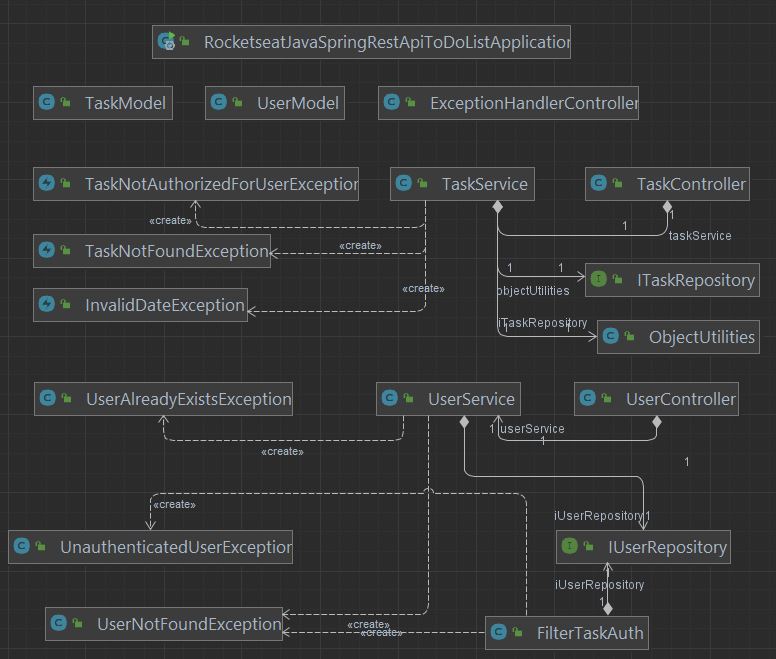 RocketseatJavaSpringRestApiToDoListApplication
TaskModel
UserModel
ExceptionHandlerController
TaskNotAuthorizedForUserException
TaskService
TaskController
«create»
1
1
taskService
TaskNotFoundException
«create»
1
1
ITaskRepository
«create»
objectUtilities
InvalidDateException
iTaskRepository
1
1
ObjectUtilities
UserAlreadyExistsException
UserService
UserController
1
userService
1
«create»
1
«create»
iUserRepository
1
UnauthenticatedUserException
IUserRepository
iUserRepository
1
UserNotFoundException
«create»
«create»
FilterTaskAuth